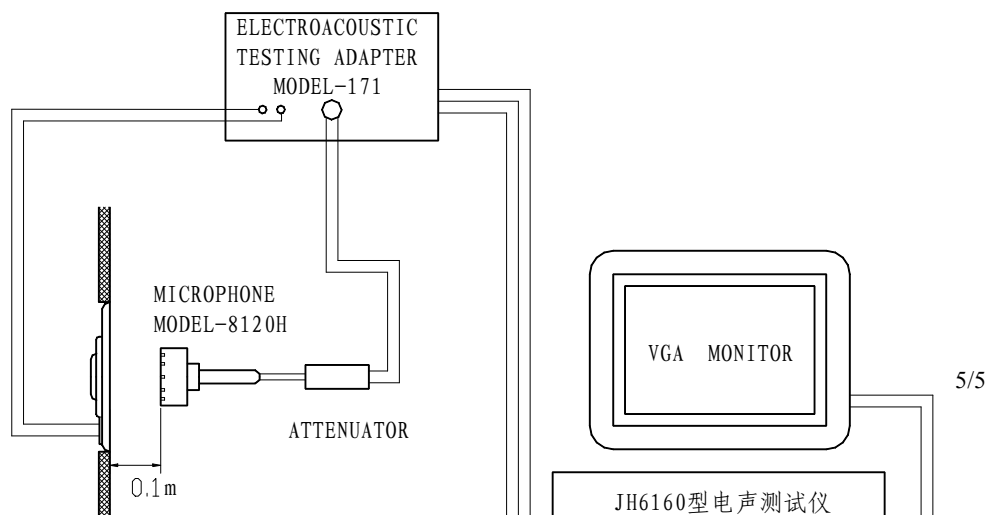 ELECTROACOUSTIC
TESTING ADAPTER
MODEL-171
MICROPHONE
MODEL-8120H
VGA MONITOR
5/5
ATTENUATOR
0.1m
JH6160型电声测试仪